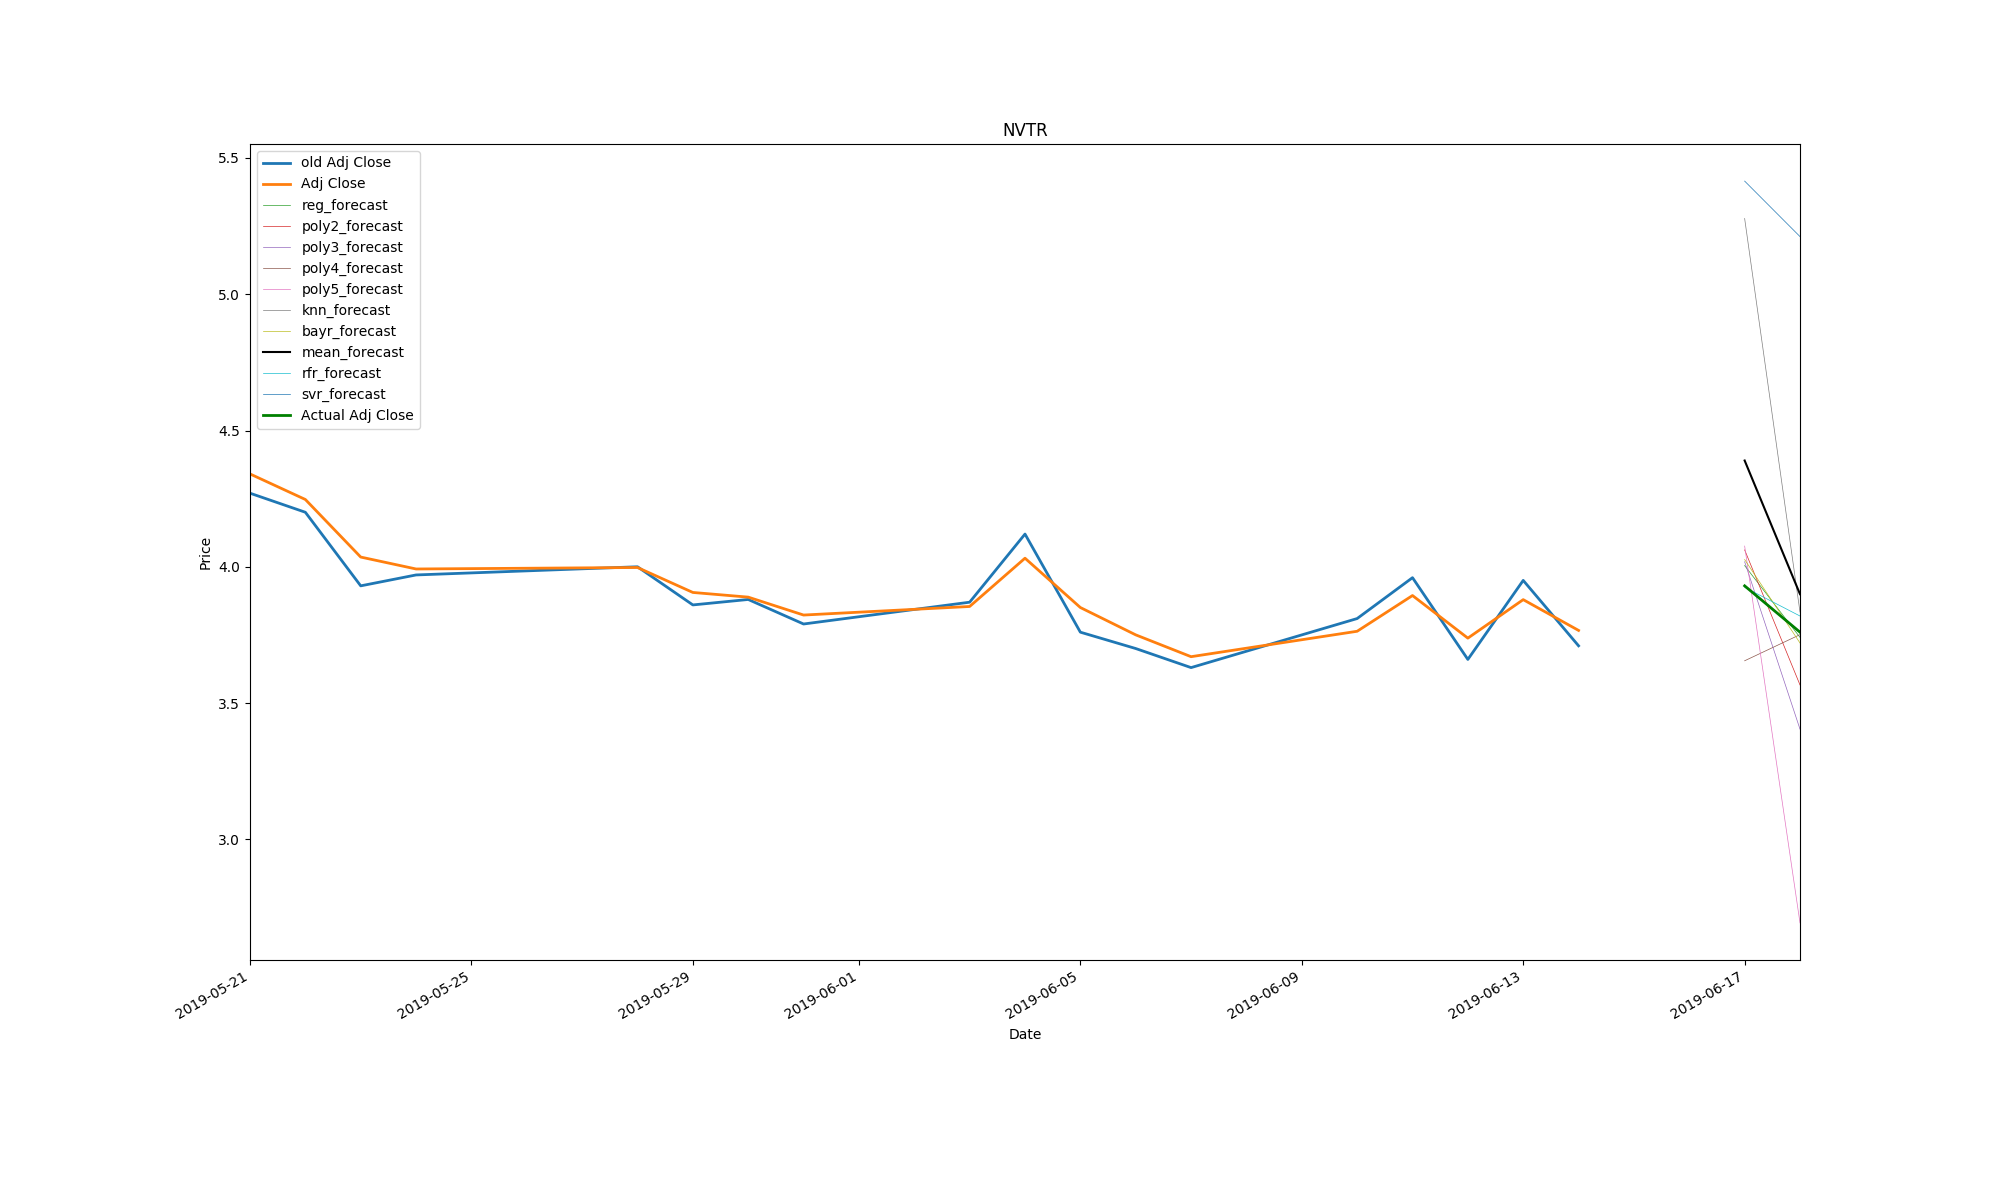 NVTR
5.5
5.0
4.5
4.0
3.5
3.0
Price
old Adj Close
Adj Close
reg_forecast
poly2_forecast
poly3_forecast
poly4_forecast
poly5_forecast
knn_forecast
bayr_forecast
mean_forecast
rfr_forecast
svr_forecast
Actual Adj Close
2019-05-21
2019-05-25
2019-05-29
2019-06-01
2019-06-05
2019-06-09
2019-06-13
2019-06-17
Date